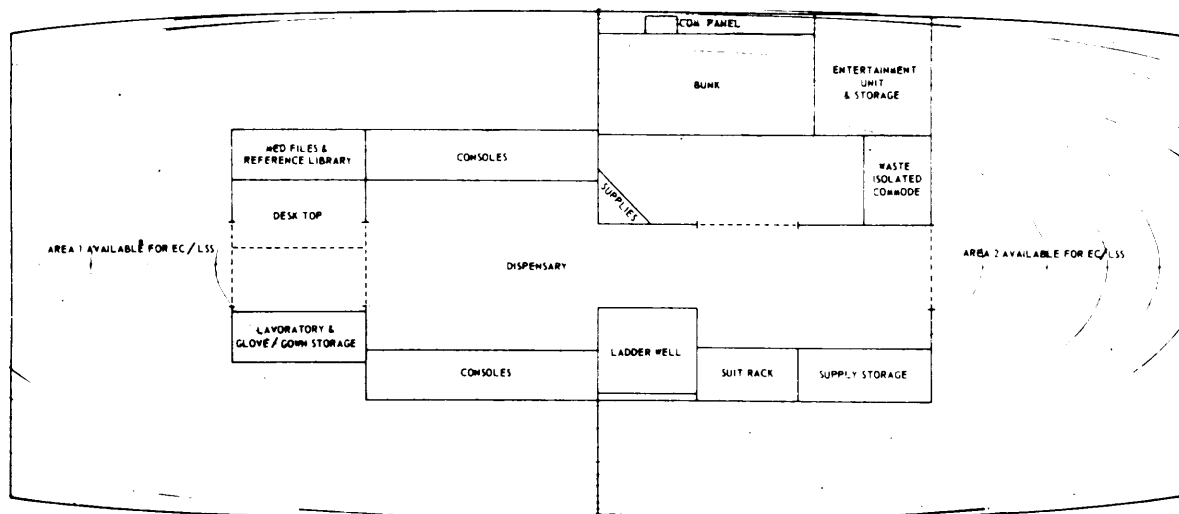 COM PANEL
BUNK
ENTERTAINMENT
UNIT
& STORAGE
MED FILES &
REFERENCE LIBRARY
CONSOLES
WASTE
ISOLATED
COMMODE
SUPPLIES
DESK TOP
AREA 1 AVAILABLE FOR EC/LSS
DISPENSARY
AREA 2 AVAILABLE FOR EC/LSS
LAVORATORY &
GLOVE/GOWN STORAGE
LADDER WELL
CONSOLES
SUIT RACK
SUPPLY STORAGE